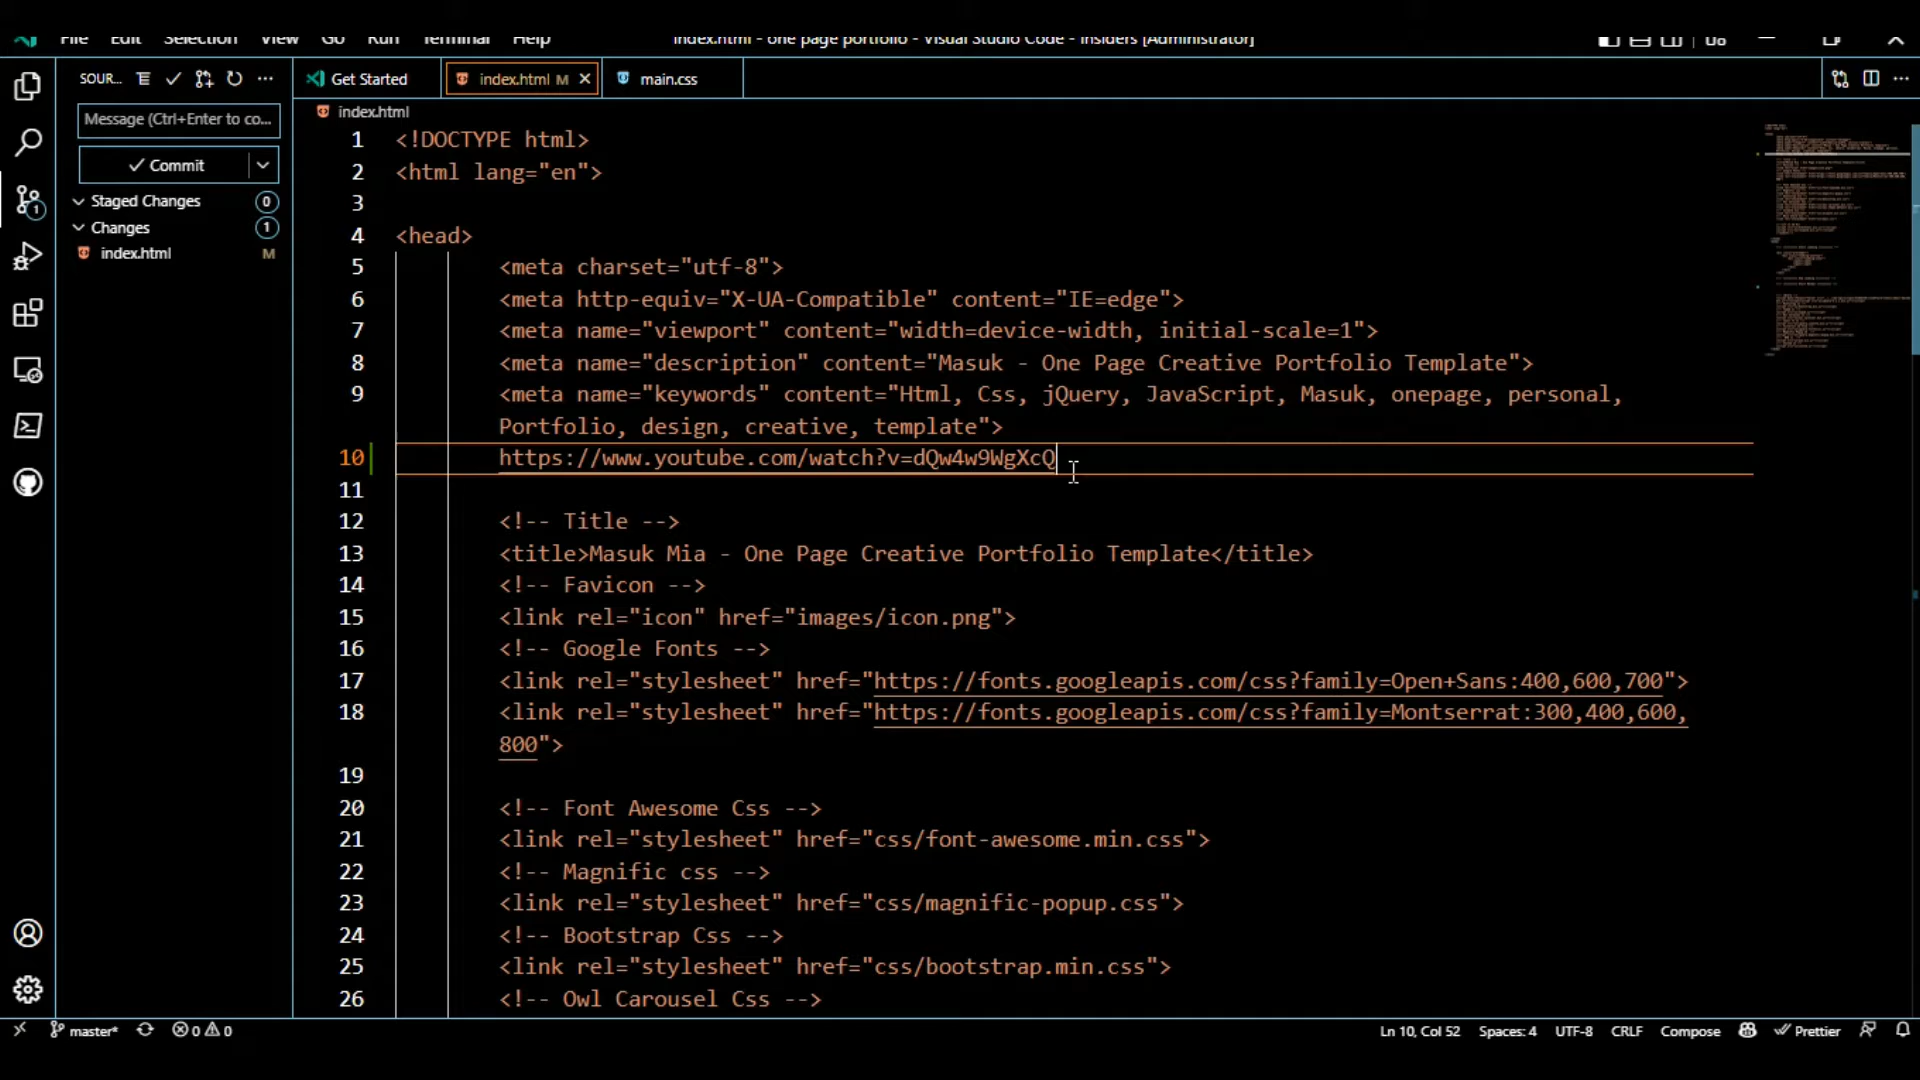 File Edit Selection View Go Run Terminal Help index.html - one page portfolio - Visual Studio Code - Insiders [Administrator]
SOUR... Get Started index.html M main.css
Message (Ctrl+Enter to co...
index.html
Commit
Staged Changes 0
Changes 1
index.html M
1 <!DOCTYPE html>
2 <html lang="en">
3
4 <head>
5 <meta charset="utf-8">
6 <meta http-equiv="X-UA-Compatible" content="IE=edge">
7 <meta name="viewport" content="width=device-width, initial-scale=1">
8 <meta name="description" content="Masuk - One Page Creative Portfolio Template">
9 <meta name="keywords" content="Html, Css, jQuery, JavaScript, Masuk, onepage, personal,
Portfolio, design, creative, template">
10 https://www.youtube.com/watch?v=dQw4w9WgXcQ
11
12 <!-- Title -->
13 <title>Masuk Mia - One Page Creative Portfolio Template</title>
14 <!-- Favicon -->
15 <link rel="icon" href="images/icon.png">
16 <!-- Google Fonts -->
17 <link rel="stylesheet" href="https://fonts.googleapis.com/css?family=Open+Sans:400,600,700">
18 <link rel="stylesheet" href="https://fonts.googleapis.com/css?family=Montserrat:300,400,600,
800">
19
20 <!-- Font Awesome Css -->
21 <link rel="stylesheet" href="css/font-awesome.min.css">
22 <!-- Magnific css -->
23 <link rel="stylesheet" href="css/magnific-popup.css">
24 <!-- Bootstrap Css -->
25 <link rel="stylesheet" href="css/bootstrap.min.css">
26 <!-- Owl Carousel Css -->
1
master* 0 0 Ln 10, Col 52 Spaces: 4 UTF-8 CRLF Compose Prettier